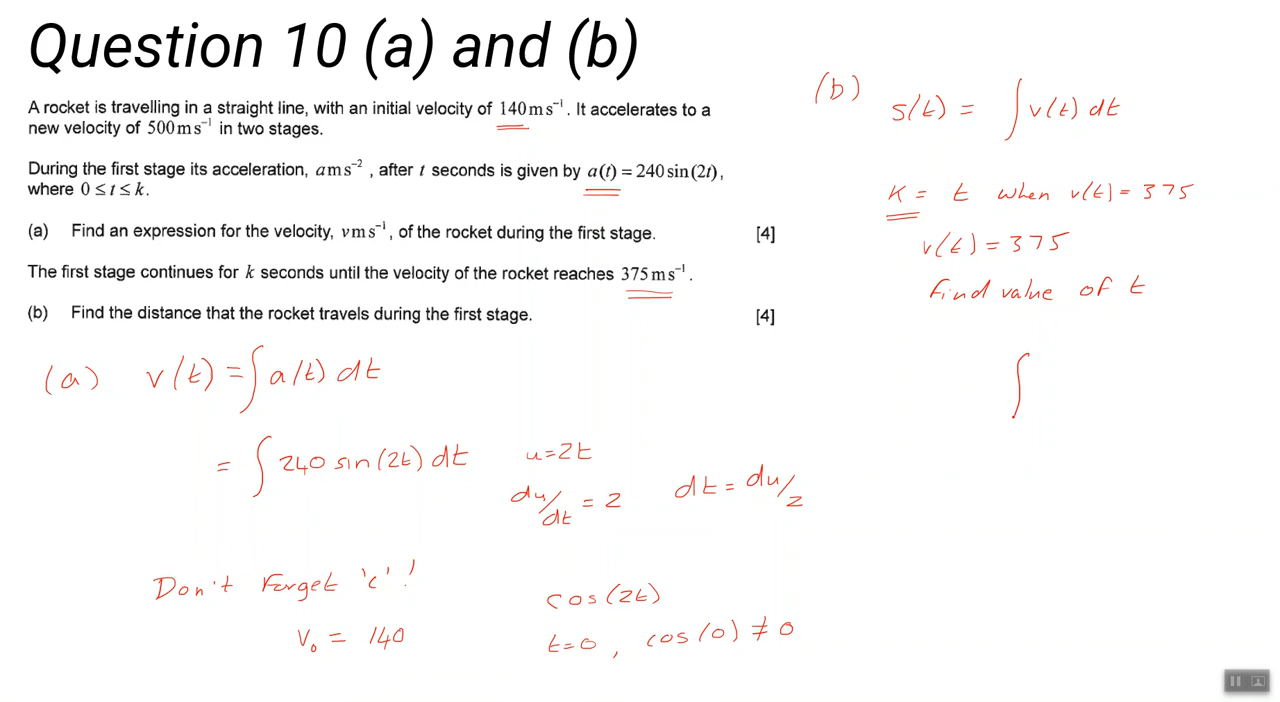 Question 10 (a) and (b)
A rocket is travelling in a straight line, with an initial velocity of 140 m s⁻¹. It accelerates to a
new velocity of 500 m s⁻¹ in two stages.
During the first stage its acceleration, a m s⁻², after t seconds is given by a(t) = 240 sin(2t),
where 0 ≤ t ≤ k.
(a) Find an expression for the velocity, v m s⁻¹, of the rocket during the first stage. [4]
The first stage continues for k seconds until the velocity of the rocket reaches 375 m s⁻¹.
(b) Find the distance that the rocket travels during the first stage. [4]
(a) v(t) = ∫ a(t) dt
= ∫ 240 sin(2t) dt
u = 2t
du/dt = 2
dt = du/2
Don't Forget 'c'!
V₀ = 140
cos(2t)
t=0, cos(0) ≠ 0
(b) s(t) = ∫ v(t) dt
K = t when v(t) = 375
v(t) = 375
Find value of t
∫